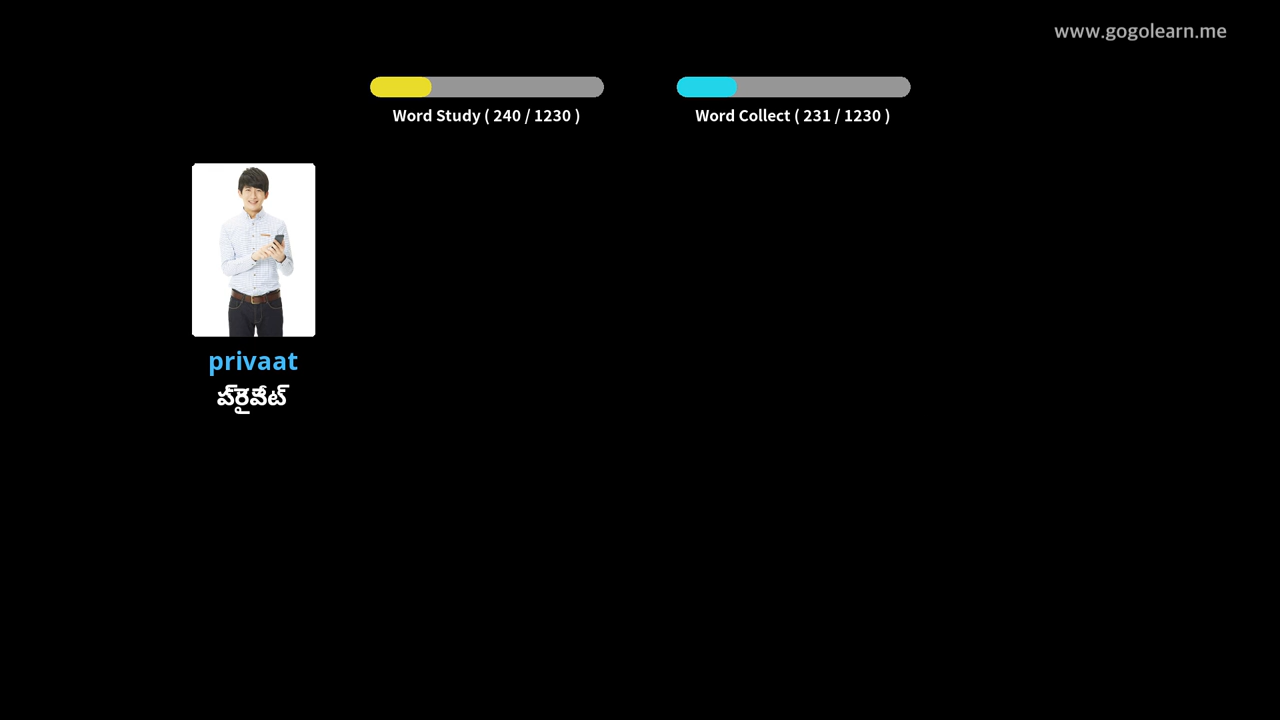 www.gogolearn.me
Word Study ( 240 / 1230 )
Word Collect ( 231 / 1230 )
privaat
ప్రైవేట్